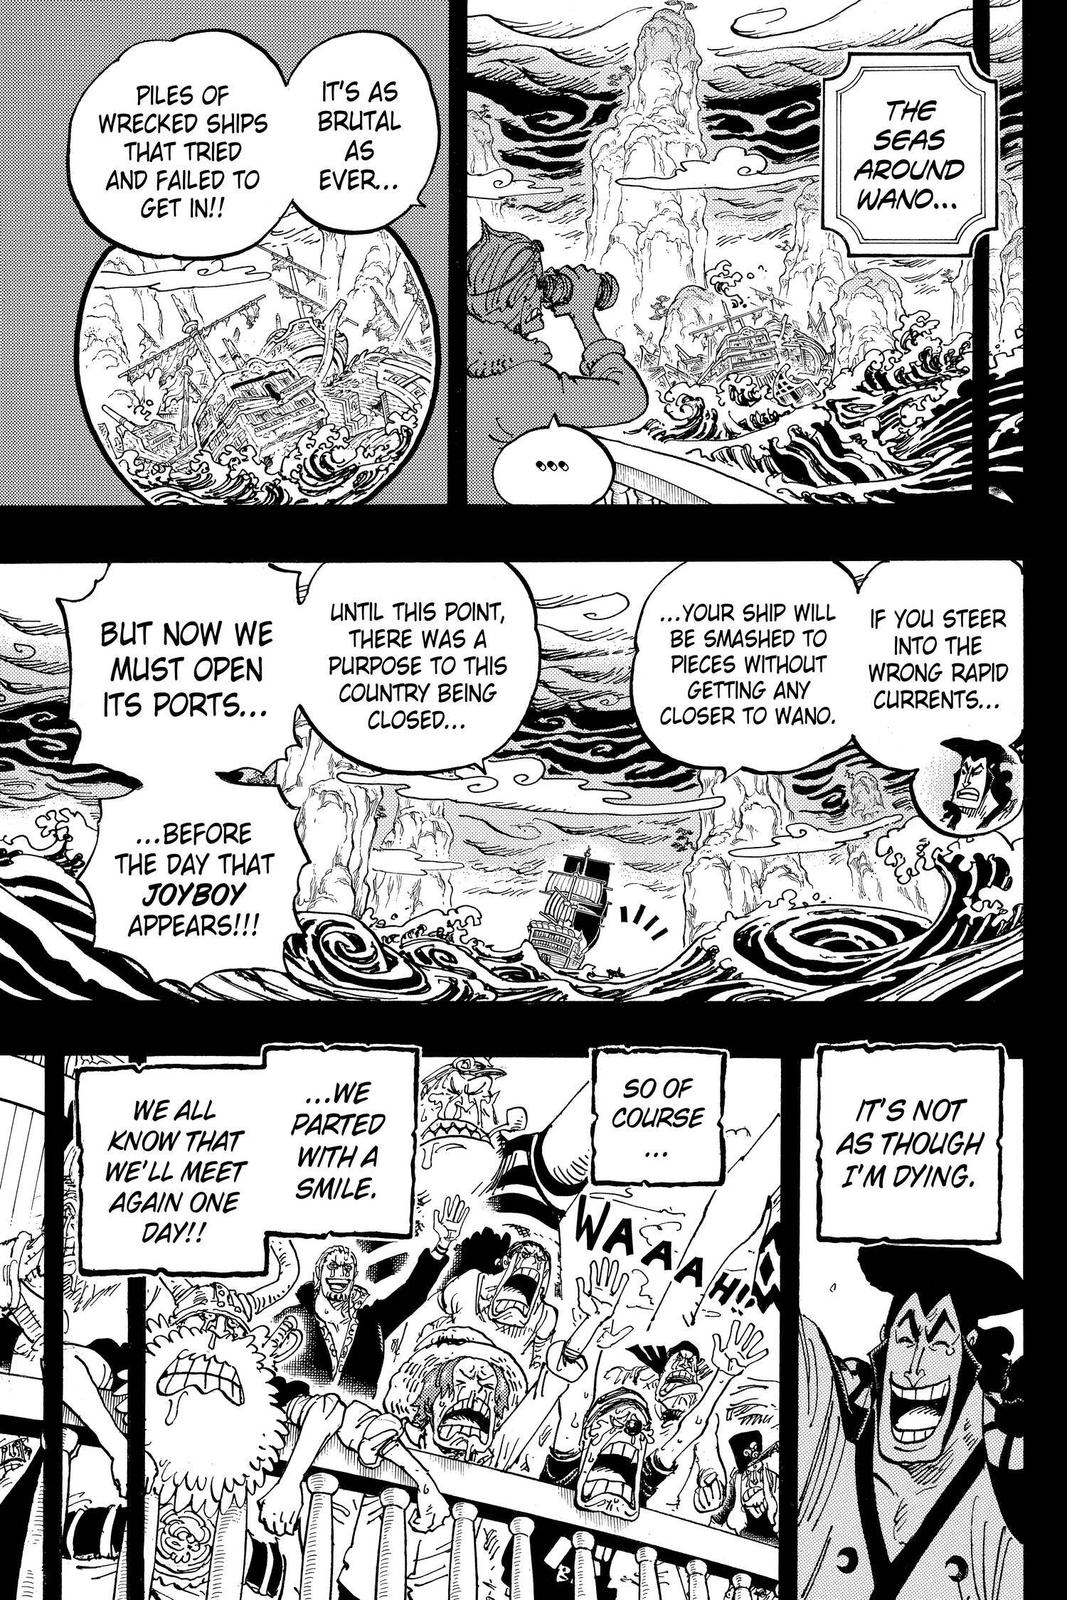 THE
SEAS
AROUND
WANO...
IT'S AS
BRUTAL
AS
EVER...
PILES OF
WRECKED SHIPS
THAT TRIED
AND FAILED TO
GET IN!!
...
IF YOU STEER
INTO THE
WRONG RAPID
CURRENTS...
...YOUR SHIP WILL
BE SMASHED TO
PIECES WITHOUT
GETTING ANY
CLOSER TO WANO.
UNTIL THIS POINT,
THERE WAS A
PURPOSE TO THIS
COUNTRY BEING
CLOSED...
BUT NOW WE
MUST OPEN
ITS PORTS...
...BEFORE
THE DAY THAT
JOYBOY
APPEARS!!!
IT'S NOT
AS THOUGH
I'M DYING.
SO OF
COURSE
...
...WE
PARTED
WITH A
SMILE.
WE ALL
KNOW THAT
WE'LL MEET
AGAIN ONE
DAY!!
WAAAAH!!